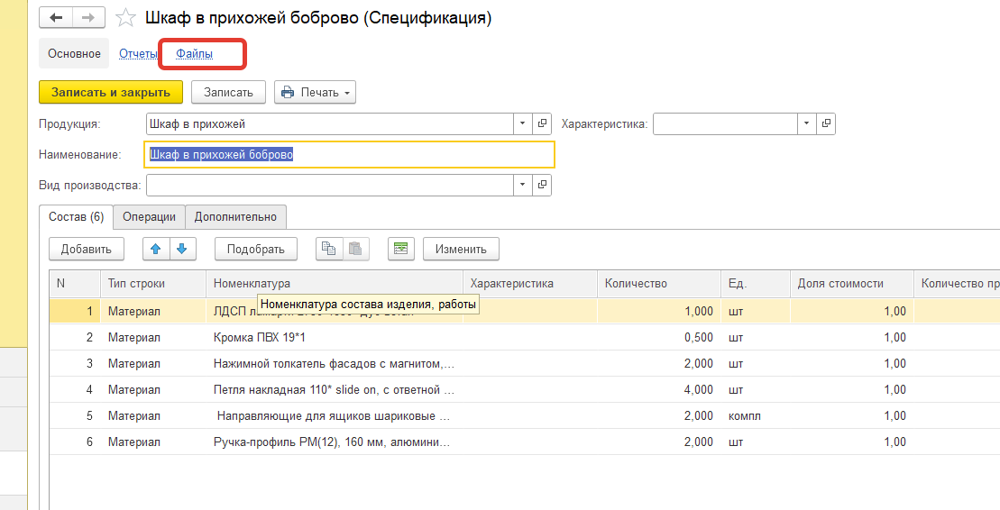 Шкаф в прихожей боброво (Спецификация)
Основное Отчеты Файлы
Записать и закрыть Записать Печать
Продукция: Шкаф в прихожей Характеристика:
Наименование: Шкаф в прихожей боброво
Вид производства:
Состав (6) Операции Дополнительно
Добавить Подобрать Изменить
N Тип строки Номенклатура Характеристика Количество Ед. Доля стоимости Количество пр
Номенклатура состава изделия, работы
1 Материал ЛДСП 1,000 шт 1,00
2 Материал Кромка ПВХ 19*1 0,500 шт 1,00
3 Материал Нажимной толкатель фасадов с магнитом,... 2,000 шт 1,00
4 Материал Петля накладная 110* slide on, с ответной ... 4,000 шт 1,00
5 Материал Направляющие для ящиков шариковые ... 2,000 компл 1,00
6 Материал Ручка-профиль РМ(12), 160 мм, алюмини... 2,000 шт 1,00